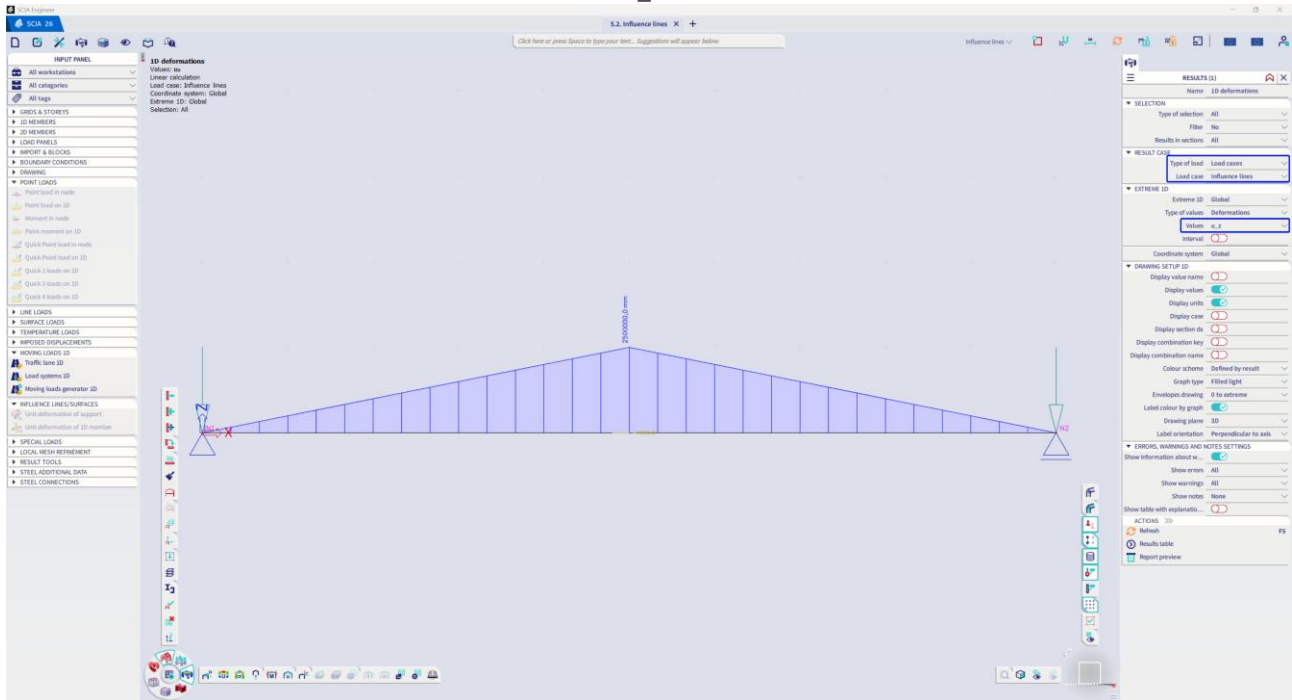 SCIA Engineer
SCIA 26
5.2. Influence lines
Click here or press Space to type your text... Suggestions will appear below.
Influence lines
INPUT PANEL
All workstations
All categories
All tags
GRIDS & STOREYS
1D MEMBERS
2D MEMBERS
LOAD PANELS
IMPORT & BLOCKS
BOUNDARY CONDITIONS
DRAWING
POINT LOADS
Point load in node
Point load on 1D
Moment in node
Point moment on 1D
Quick Point load in node
Quick Point load on 1D
Quick 2 loads on 1D
Quick 3 loads on 1D
Quick 4 loads on 1D
LINE LOADS
SURFACE LOADS
TEMPERATURE LOADS
IMPOSED DISPLACEMENTS
MOVING LOADS 1D
Traffic lane 1D
Load systems 1D
Moving loads generator 1D
INFLUENCE LINES/SURFACES
Unit deformation of support
Unit deformation of 1D member
SPECIAL LOADS
LOCAL MESH REFINEMENT
RESULT TOOLS
STEEL ADDITIONAL DATA
STEEL CONNECTIONS
1D deformations
Linear calculation
Load case: Influence lines
Coordinate system: Global
Extreme 1D: Global
Selection: All
2500000,0 mm
Z
X
N2
RESULTS (1)
Name 1D deformations
SELECTION
Type of selection All
Filter No
Results in sections All
RESULT CASE
Type of load Load cases
Load case Influence lines
EXTREME 1D
Extreme 1D Global
Type of values Deformations
Values u_z
Interval
Coordinate system Global
DRAWING SETUP 1D
Display value name
Display values
Display units
Display case
Display section dx
Display combination key
Display combination name
Colour scheme Defined by result
Graph type Filled light
Envelopes drawing 0 to extreme
Label colour by graph
Drawing plane 3D
Label orientation Perpendicular to axis
ERRORS, WARNINGS AND NOTES SETTINGS
Show information about w...
Show errors All
Show warnings All
Show notes None
Show table with explanatio...
ACTIONS >>>
Refresh F5
Results table
Report preview